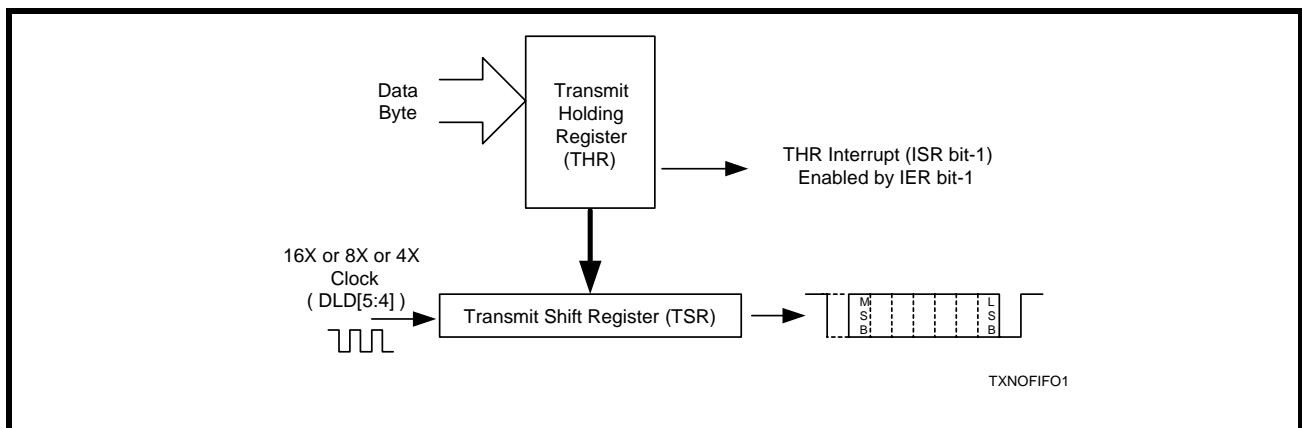 Data
Byte
Transmit
Holding
Register
(THR)
THR Interrupt (ISR bit-1)
Enabled by IER bit-1
16X or 8X or 4X
Clock
( DLD[5:4] )
Transmit Shift Register (TSR)
M
S
B
L
S
B
TXNOFIFO1